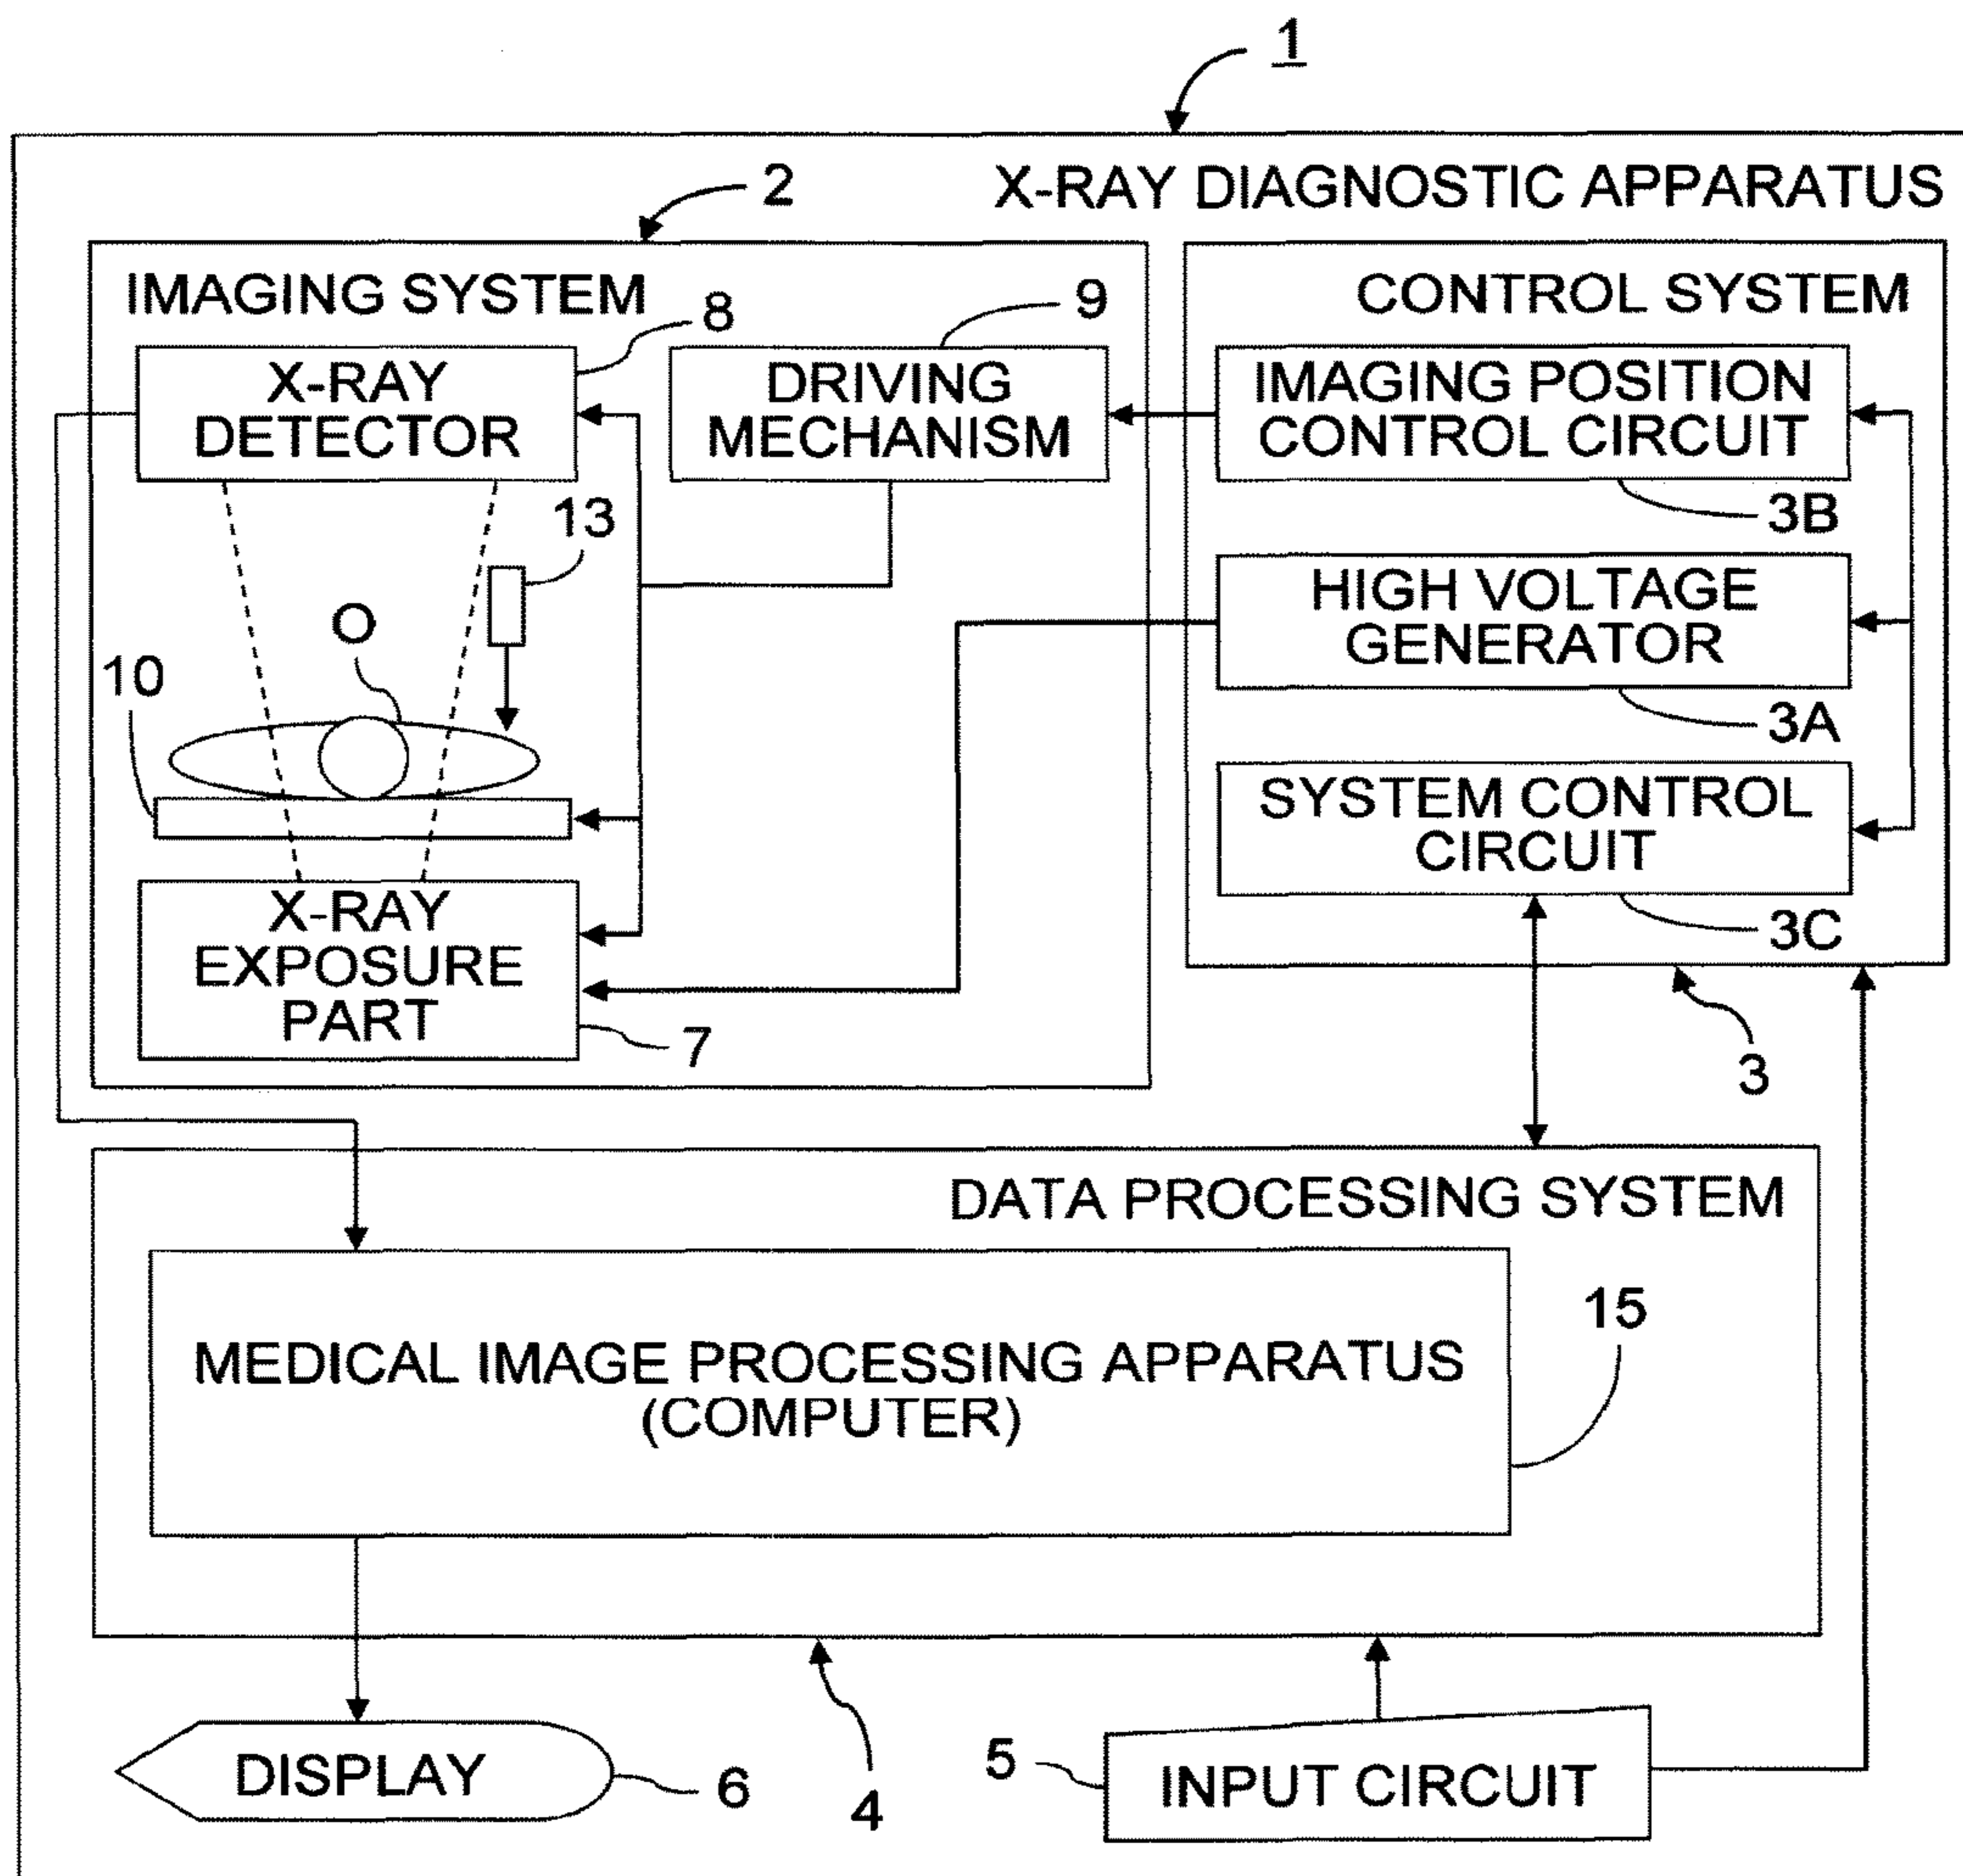 1
X-RAY DIAGNOSTIC APPARATUS
2
IMAGING SYSTEM
8
X-RAY
DETECTOR
9
DRIVING
MECHANISM
13
O
10
X-RAY
EXPOSURE
PART
7
CONTROL SYSTEM
IMAGING POSITION
CONTROL CIRCUIT
3B
HIGH VOLTAGE
GENERATOR
3A
SYSTEM CONTROL
CIRCUIT
3C
3
DATA PROCESSING SYSTEM
MEDICAL IMAGE PROCESSING APPARATUS
(COMPUTER)
15
DISPLAY
6
4
5
INPUT CIRCUIT